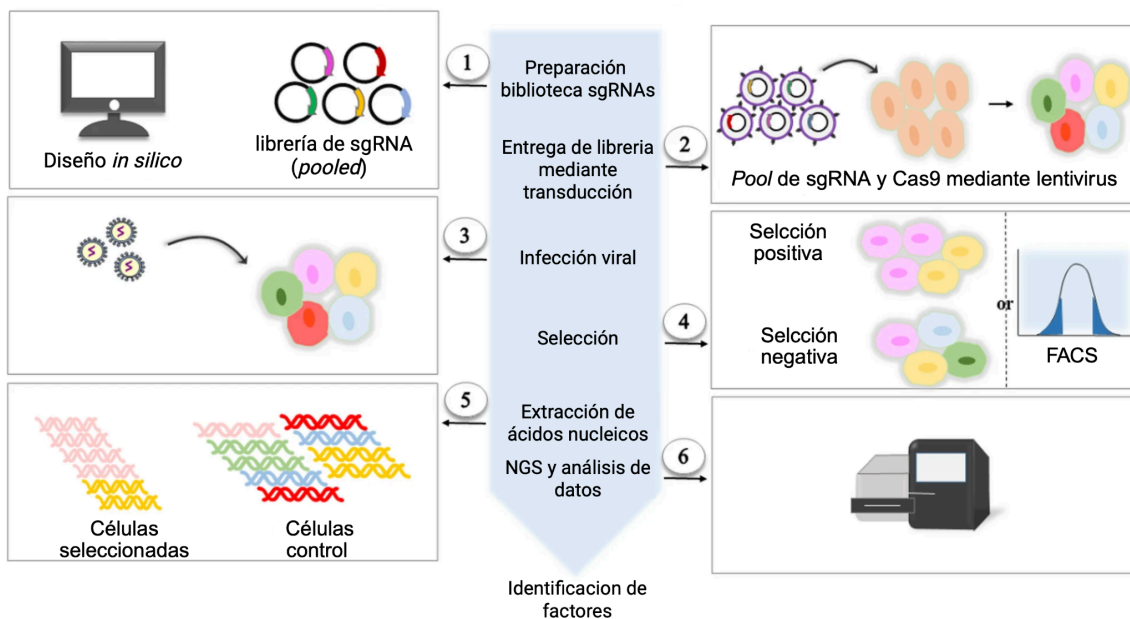 1
Preparación
biblioteca sgRNAs
Diseño in silico
librería de sgRNA
(pooled)
2
Entrega de libreria
mediante
transducción
Pool de sgRNA y Cas9 mediante lentivirus
3
Infección viral
4
Selección
Selcción
positiva
Selcción
negativa
or
FACS
5
Extracción de
ácidos nucleicos
Células
seleccionadas
Células
control
6
NGS y análisis de
datos
Identificacion de
factores